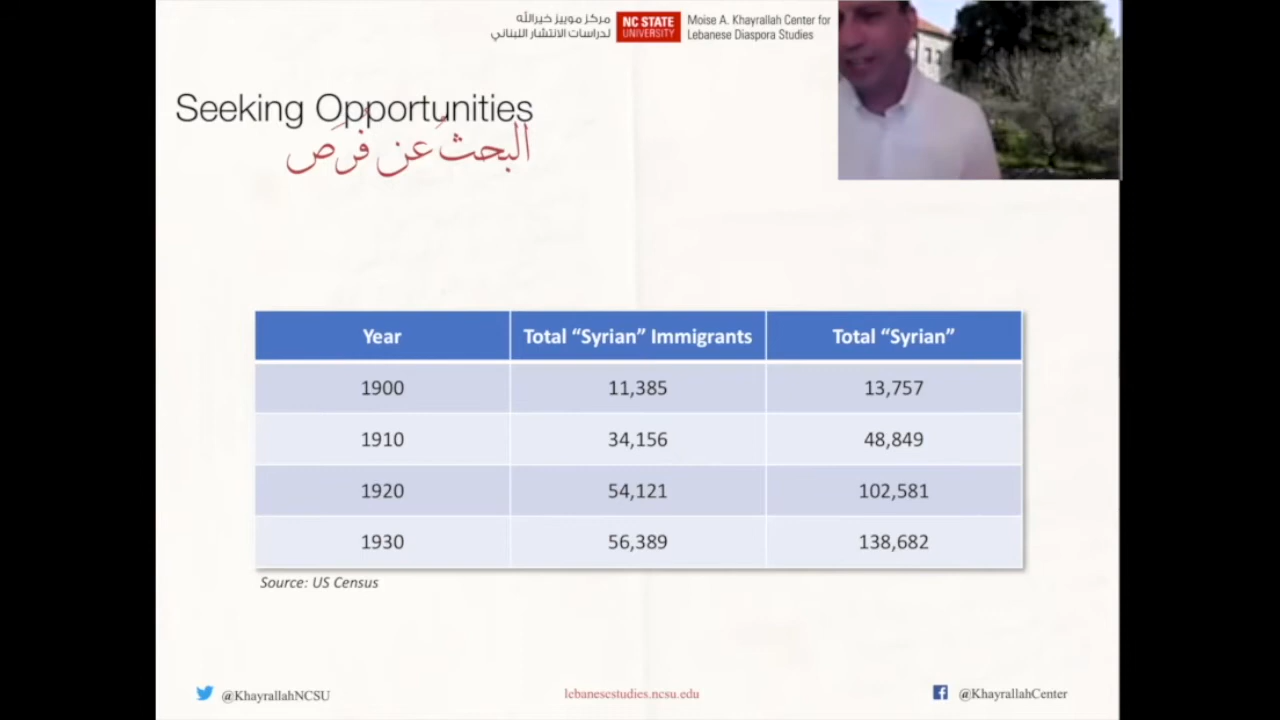 مركز موييز خيرالله
لدراسات الانتشار اللبناني
NC STATE
UNIVERSITY
Moise A. Khayrallah Center for
Lebanese Diaspora Studies
Seeking Opportunities
البحثُ عن فُرَص
Year Total “Syrian” Immigrants Total “Syrian”
1900 11,385 13,757
1910 34,156 48,849
1920 54,121 102,581
1930 56,389 138,682
Source: US Census
@KhayrallahNCSU
lebanesestudies.ncsu.edu
@KhayrallahCenter